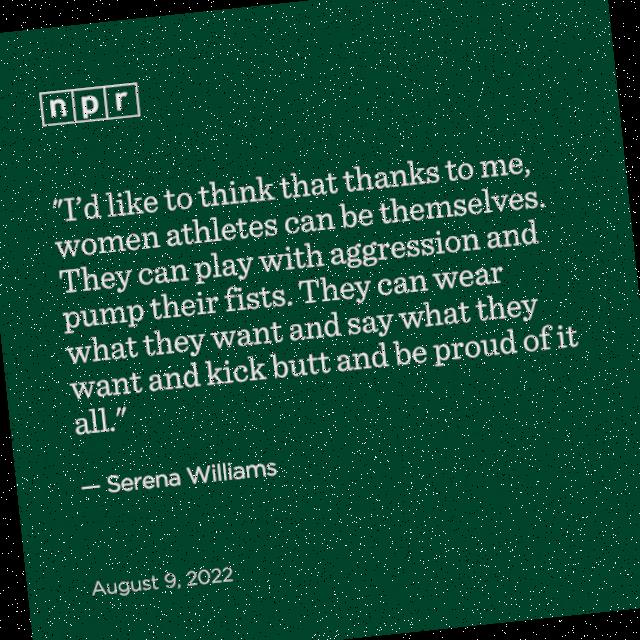 npr
"I'd like to think that thanks to me,
women athletes can be themselves.
They can play with aggression and
pump their fists. They can wear
what they want and say what they
want and kick butt and be proud of it
all."
— Serena Williams
August 9, 2022